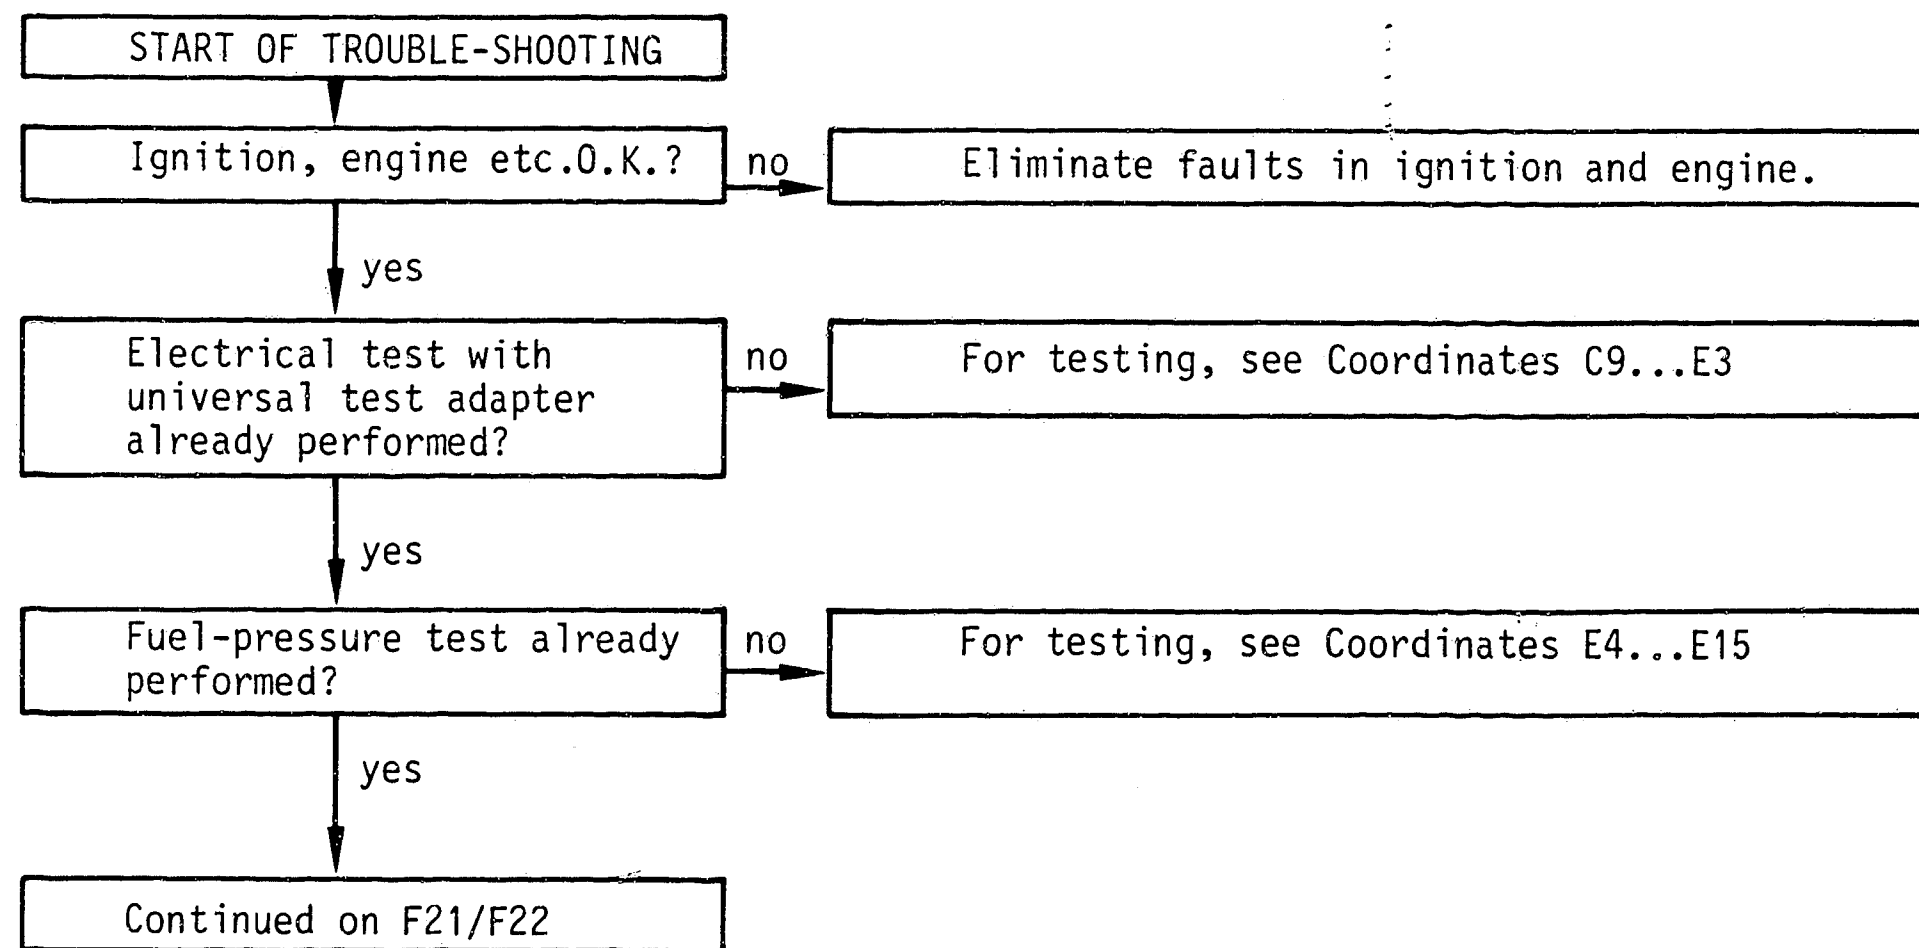 START OF TROUBLE-SHOOTING
Ignition, engine etc.O.K.?
no
Eliminate faults in ignition and engine.
yes
Electrical test with
universal test adapter
already performed?
no
For testing, see Coordinates C9...E3
yes
Fuel-pressure test already
performed?
no
For testing, see Coordinates E4...E15
yes
Continued on F21/F22